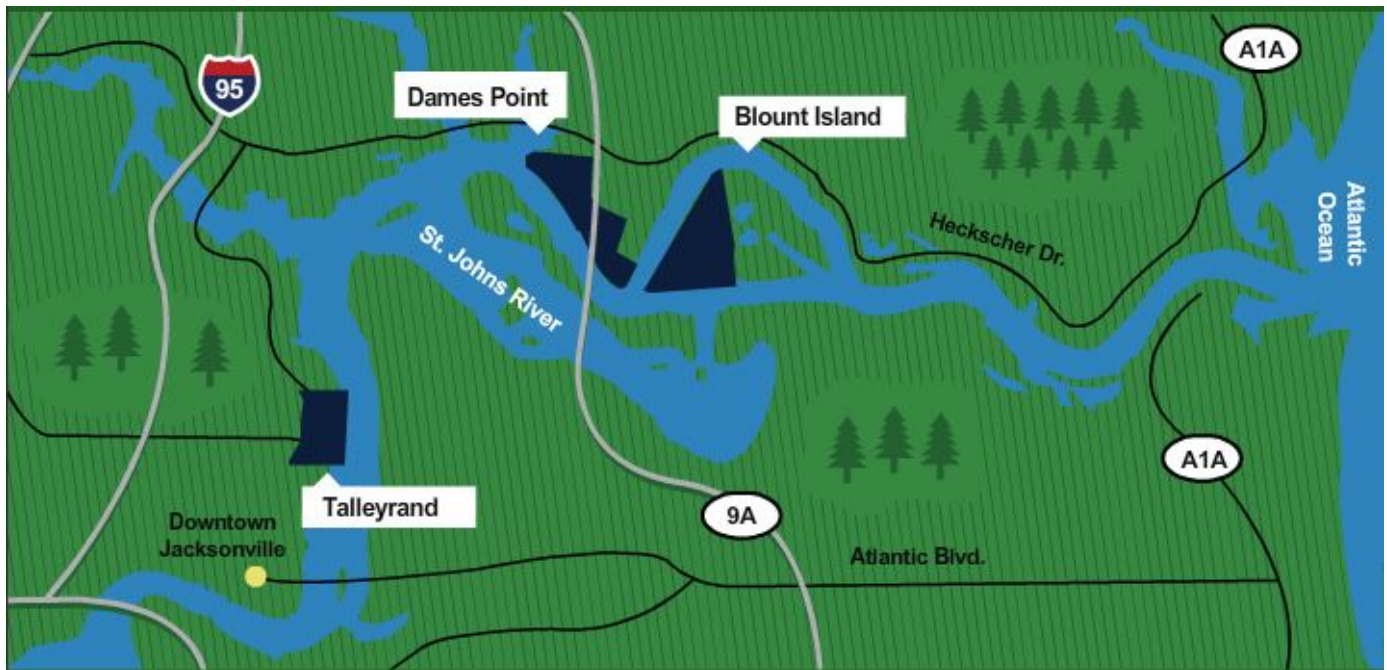 A1A
95
Dames Point
Blount Island
Atlantic
Ocean
Heckscher Dr.
St. Johns River
A1A
Talleyrand
9A
Downtown
Jacksonville
Atlantic Blvd.